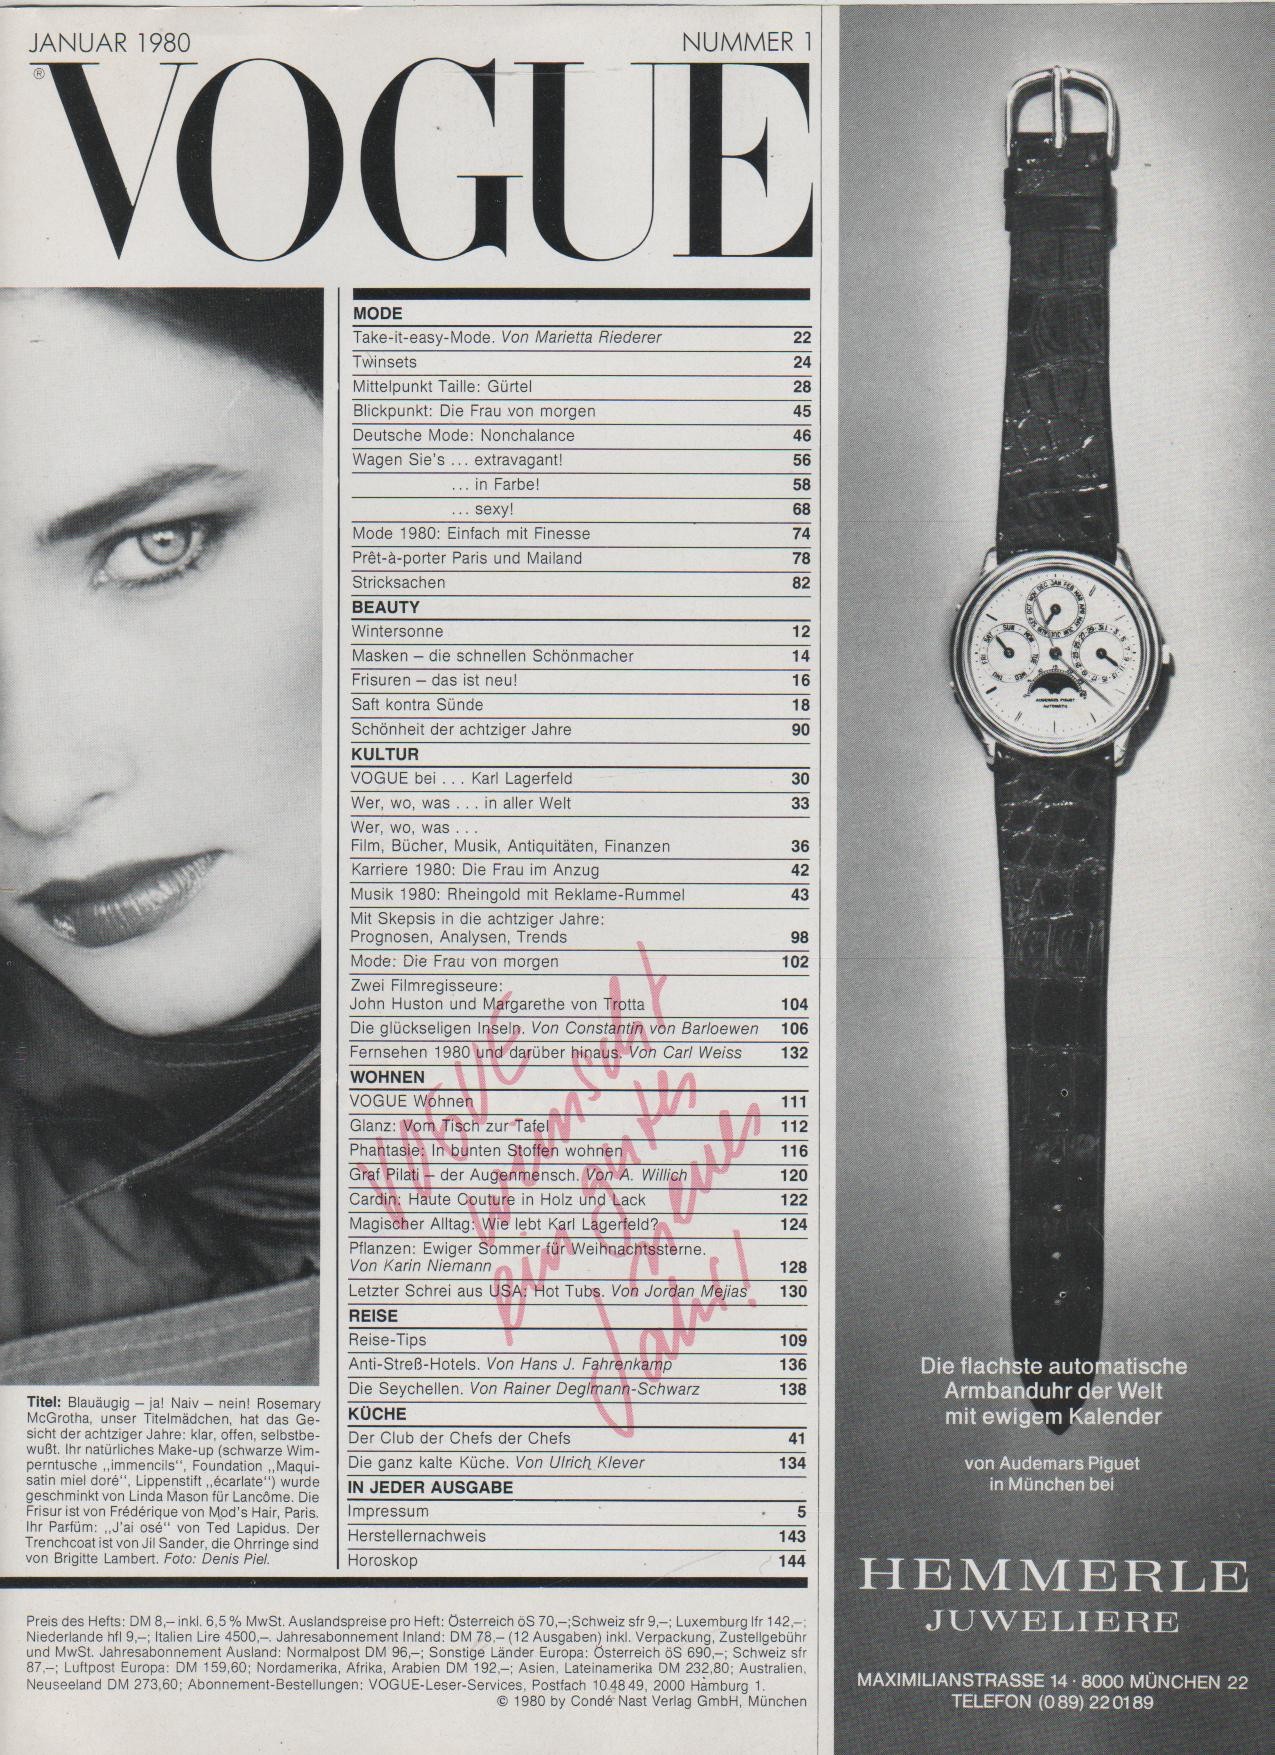 JANUAR 1980
NUMMER 1
VOGUE
®
MODE
Take-it-easy-Mode. Von Marietta Riederer 22
Twinsets 24
Mittelpunkt Taille: Gürtel 28
Blickpunkt: Die Frau von morgen 45
Deutsche Mode: Nonchalance 46
Wagen Sie's ... extravagant! 56
... in Farbe! 58
... sexy! 68
Mode 1980: Einfach mit Finesse 74
Prêt-à-porter Paris und Mailand 78
Stricksachen 82
BEAUTY
Wintersonne 12
Masken – die schnellen Schönmacher 14
Frisuren – das ist neu! 16
Saft kontra Sünde 18
Schönheit der achtziger Jahre 90
KULTUR
VOGUE bei ... Karl Lagerfeld 30
Wer, wo, was ... in aller Welt 33
Wer, wo, was ...
Film, Bücher, Musik, Antiquitäten, Finanzen 36
Karriere 1980: Die Frau im Anzug 42
Musik 1980: Rheingold mit Reklame-Rummel 43
Mit Skepsis in die achtziger Jahre:
Prognosen, Analysen, Trends 98
Mode: Die Frau von morgen 102
Zwei Filmregisseure:
John Huston und Margarethe von Trotta 104
Die glückseligen Inseln. Von Constantin von Barloewen 106
Fernsehen 1980 und darüber hinaus. Von Carl Weiss 132
WOHNEN
VOGUE Wohnen 111
Glanz: Vom Tisch zur Tafel 112
Phantasie: In bunten Stoffen wohnen 116
Graf Pilati – der Augenmensch. Von A. Willich 120
Cardin: Haute Couture in Holz und Lack 122
Magischer Alltag: Wie lebt Karl Lagerfeld? 124
Pflanzen: Ewiger Sommer für Weihnachtssterne.
Von Karin Niemann 128
Letzter Schrei aus USA: Hot Tubs. Von Jordan Mejias 130
REISE
Reise-Tips 109
Anti-Streß-Hotels. Von Hans J. Fahrenkamp 136
Die Seychellen. Von Rainer Deglmann-Schwarz 138
KÜCHE
Der Club der Chefs der Chefs 41
Die ganz kalte Küche. Von Ulrich Klever 134
IN JEDER AUSGABE
Impressum 5
Herstellernachweis 143
Horoskop 144
VOGUE
wünscht
ein gutes
neues
Jahr!
Titel: Blauäugig – ja! Naiv – nein! Rosemary
McGrotha, unser Titelmädchen, hat das Ge-
sicht der achtziger Jahre: klar, offen, selbstbe-
wußt. Ihr natürliches Make-up (schwarze Wim-
perntusche „immencils“, Foundation „Maqui-
satin miel doré“, Lippenstift „écarlate“) wurde
geschminkt von Linda Mason für Lancôme. Die
Frisur ist von Frédérique von Mod's Hair, Paris.
Ihr Parfüm: „J'ai osé“ von Ted Lapidus. Der
Trenchcoat ist von Jil Sander, die Ohrringe sind
von Brigitte Lambert. Foto: Denis Piel.
Preis des Hefts: DM 8,– inkl. 6,5 % MwSt. Auslandspreise pro Heft: Österreich öS 70,–; Schweiz sfr 9,–; Luxemburg lfr 142,–;
Niederlande hfl 9,–; Italien Lire 4500,–. Jahresabonnement Inland: DM 78,– (12 Ausgaben) inkl. Verpackung, Zustellgebühr
und MwSt. Jahresabonnement Ausland: Normalpost DM 96,–; Sonstige Länder Europa: Österreich öS 690,–; Schweiz sfr
87,–; Luftpost Europa: DM 159,60; Nordamerika, Afrika, Arabien DM 192,–; Asien, Lateinamerika DM 232,80; Australien,
Neuseeland DM 273,60; Abonnement-Bestellungen: VOGUE-Leser-Services, Postfach 10 48 49, 2000 Hamburg 1.
© 1980 by Condé Nast Verlag GmbH, München
AUDEMARS PIGUET
AUTOMATIC
Die flachste automatische
Armbanduhr der Welt
mit ewigem Kalender
von Audemars Piguet
in München bei
HEMMERLE
JUWELIERE
MAXIMILIANSTRASSE 14 · 8000 MÜNCHEN 22
TELEFON (0 89) 22 01 89